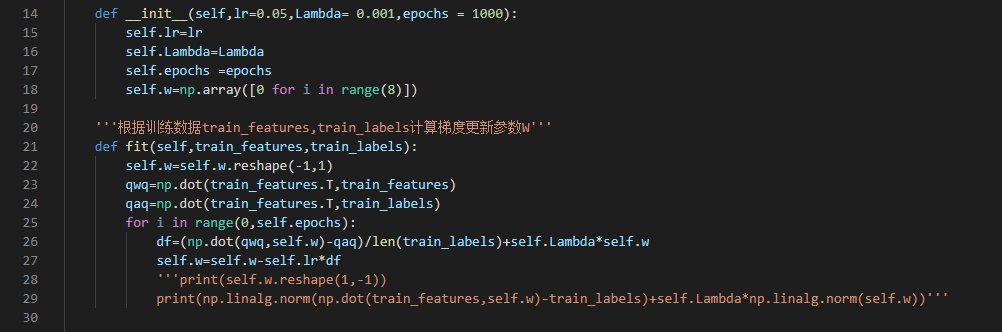 14 def __init__(self,lr=0.05,Lambda= 0.001,epochs = 1000):
15 self.lr=lr
16 self.Lambda=Lambda
17 self.epochs =epochs
18 self.w=np.array([0 for i in range(8)])
19
20 '''根据训练数据train_features,train_labels计算梯度更新参数W'''
21 def fit(self,train_features,train_labels):
22 self.w=self.w.reshape(-1,1)
23 qwq=np.dot(train_features.T,train_features)
24 qaq=np.dot(train_features.T,train_labels)
25 for i in range(0,self.epochs):
26 df=(np.dot(qwq,self.w)-qaq)/len(train_labels)+self.Lambda*self.w
27 self.w=self.w-self.lr*df
28 '''print(self.w.reshape(1,-1))
29 print(np.linalg.norm(np.dot(train_features,self.w)-train_labels)+self.Lambda*np.linalg.norm(self.w))'''
30